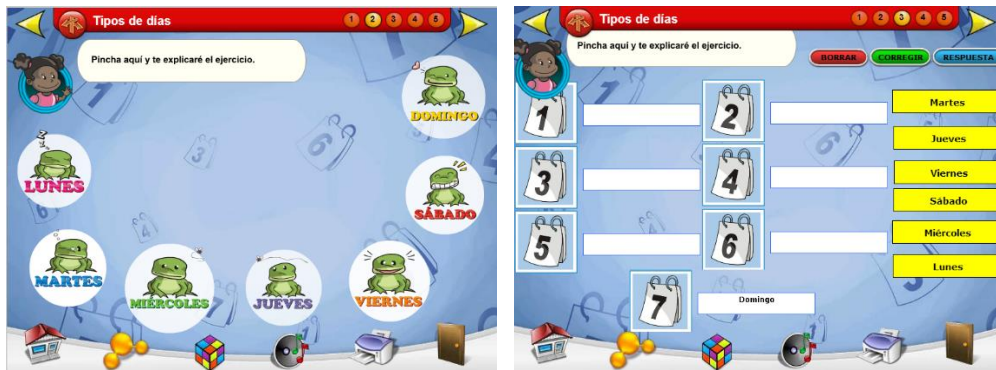 Tipos de días
1 2 3 4 5
Pincha aquí y te explicaré el ejercicio.
DOMINGO
LUNES
SÁBADO
MARTES
MIÉRCOLES
JUEVES
VIERNES
Tipos de días
1 2 3 4 5
Pincha aquí y te explicaré el ejercicio.
BORRAR
CORREGIR
RESPUESTA
1
2
Martes
Jueves
3
4
Viernes
Sábado
5
6
Miércoles
Lunes
7
Domingo